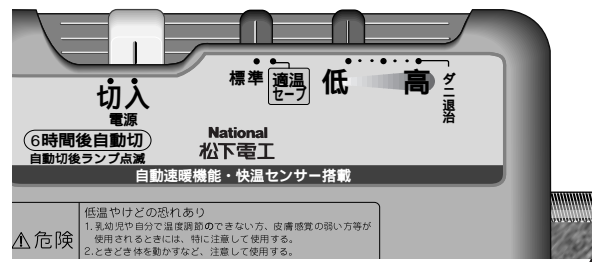 切入
電源
標準 適温セーブ
低 高
ダニ退治
6時間後自動切
自動切後ランプ点滅
National
松下電工
自動速暖機能・快温センサー搭載
⚠危険
低温やけどの恐れあり
1.乳幼児や自分で温度調節のできない方、皮膚感覚の弱い方等が
使用されるときには、特に注意して使用する。
2.ときどき体を動かすなど、注意して使用する。